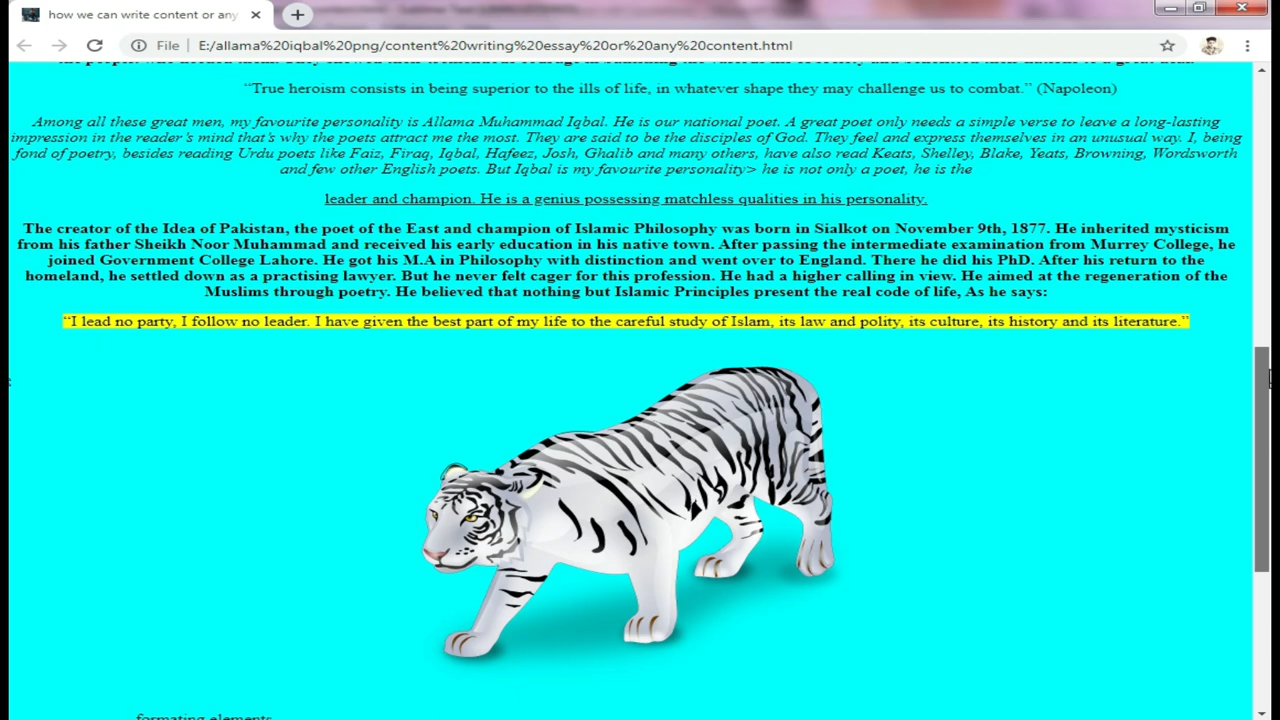 how we can write content or any
File
E:/allama%20iqbal%20png/content%20writing%20essay%20or%20any%20content.html
“True heroism consists in being superior to the ills of life, in whatever shape they may challenge us to combat.” (Napoleon)
Among all these great men, my favourite personality is Allama Muhammad Iqbal. He is our national poet. A great poet only needs a simple verse to leave a long-lasting
impression in the reader’s mind that’s why the poets attract me the most. They are said to be the disciples of God. They feel and express themselves in an unusual way. I, being
fond of poetry, besides reading Urdu poets like Faiz, Firaq, Iqbal, Hafeez, Josh, Ghalib and many others, have also read Keats, Shelley, Blake, Yeats, Browning, Wordsworth
and few other English poets. But Iqbal is my favourite personality> he is not only a poet, he is the
leader and champion. He is a genius possessing matchless qualities in his personality.
The creator of the Idea of Pakistan, the poet of the East and champion of Islamic Philosophy was born in Sialkot on November 9th, 1877. He inherited mysticism
from his father Sheikh Noor Muhammad and received his early education in his native town. After passing the intermediate examination from Murrey College, he
joined Government College Lahore. He got his M.A in Philosophy with distinction and went over to England. There he did his PhD. After his return to the
homeland, he settled down as a practising lawyer. But he never felt cager for this profession. He had a higher calling in view. He aimed at the regeneration of the
Muslims through poetry. He believed that nothing but Islamic Principles present the real code of life, As he says:
“I lead no party, I follow no leader. I have given the best part of my life to the careful study of Islam, its law and polity, its culture, its history and its literature.”
formating elements